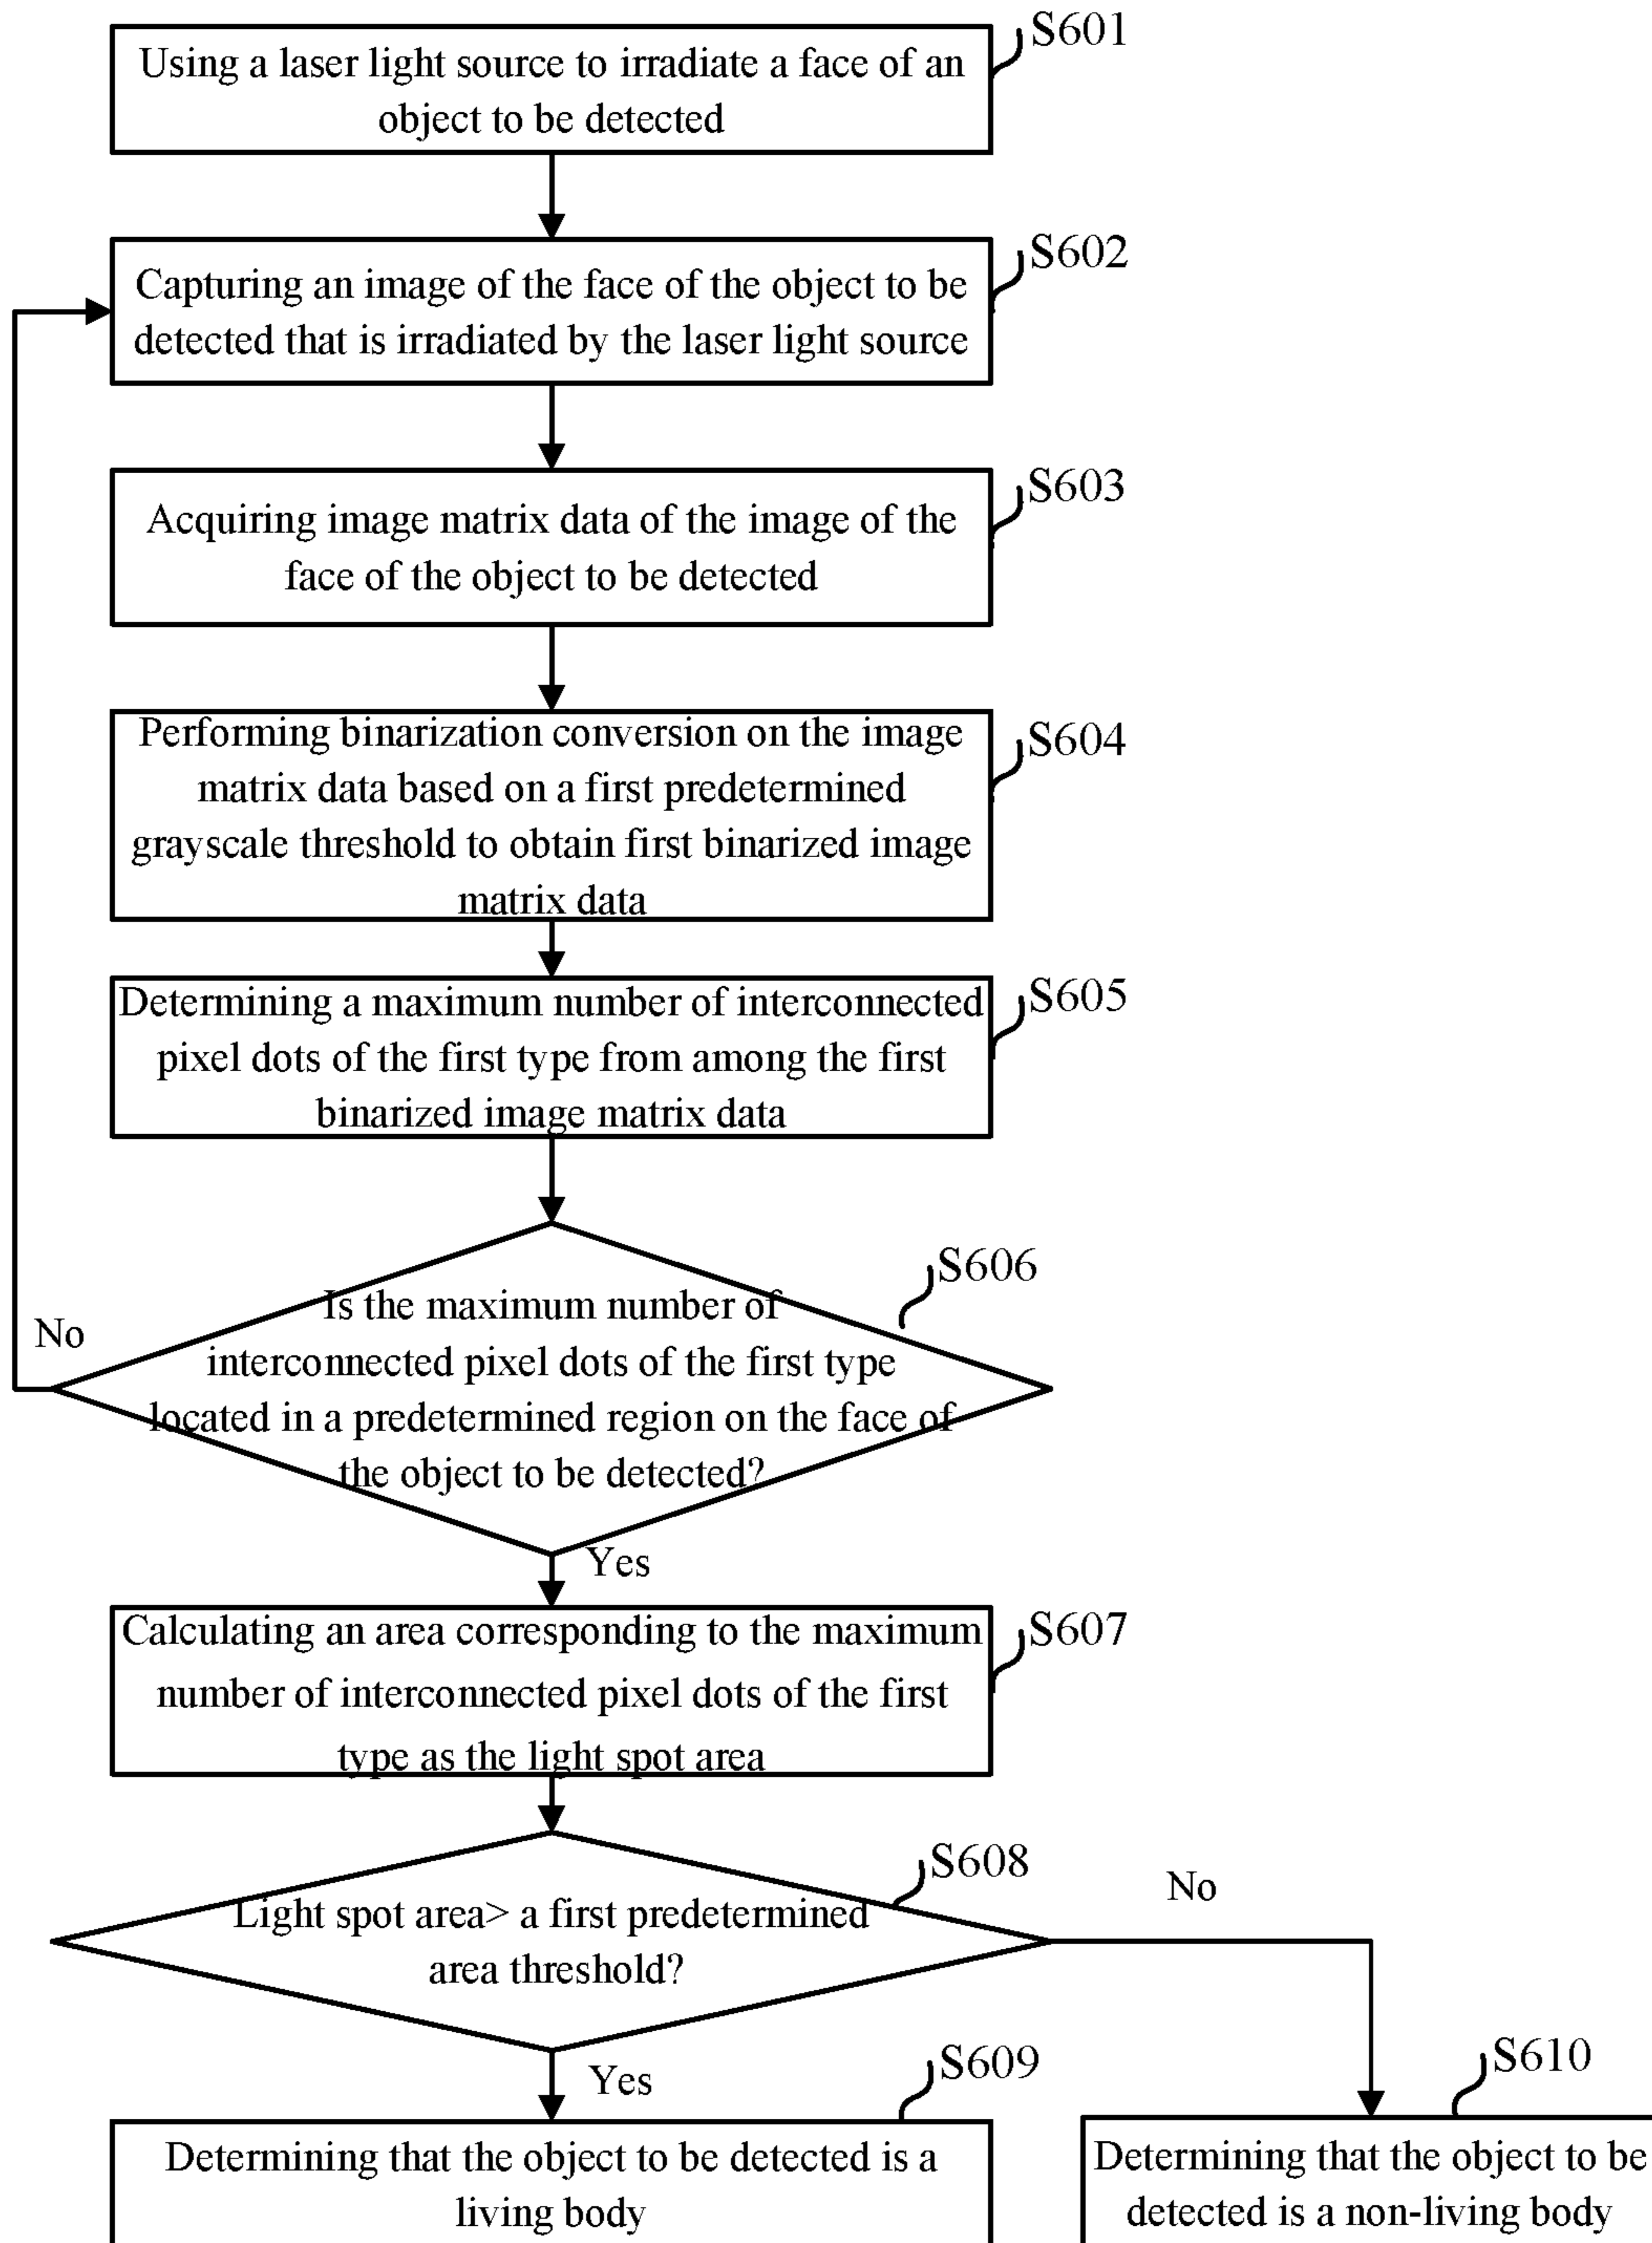 S601
Using a laser light source to irradiate a face of an
object to be detected
S602
Capturing an image of the face of the object to be
detected that is irradiated by the laser light source
S603
Acquiring image matrix data of the image of the
face of the object to be detected
S604
Performing binarization conversion on the image
matrix data based on a first predetermined
grayscale threshold to obtain first binarized image
matrix data
S605
Determining a maximum number of interconnected
pixel dots of the first type from among the first
binarized image matrix data
S606
Is the maximum number of
interconnected pixel dots of the first type
located in a predetermined region on the face of
the object to be detected?
No
Yes
S607
Calculating an area corresponding to the maximum
number of interconnected pixel dots of the first
type as the light spot area
S608
Light spot area> a first predetermined
area threshold?
No
Yes
S609
Determining that the object to be detected is a
living body
S610
Determining that the object to be
detected is a non-living body